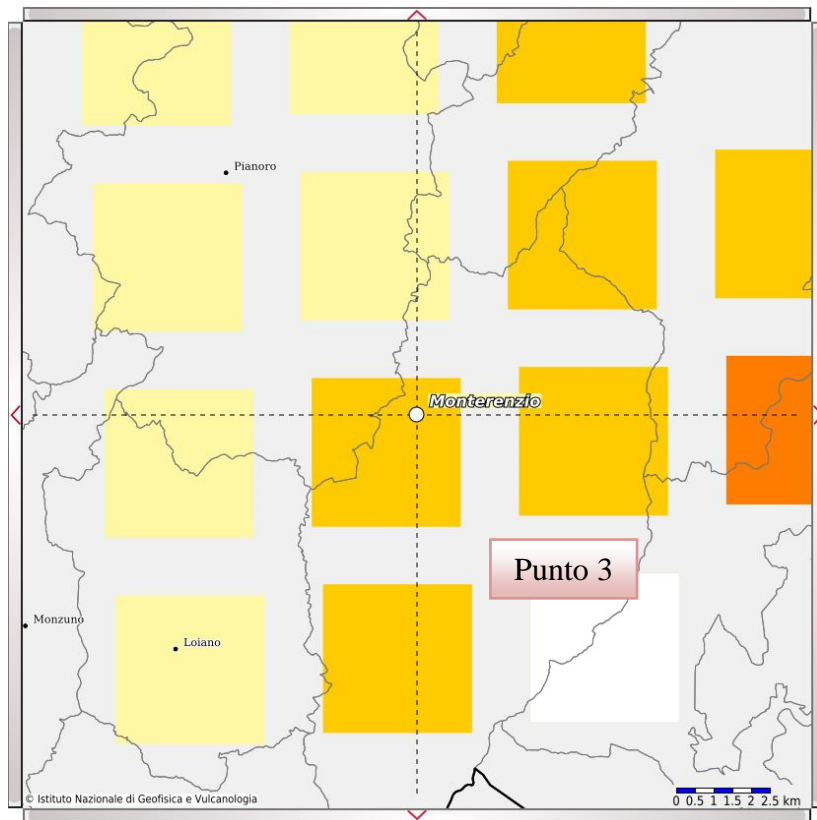 Pianoro
Monterenzio
Punto 3
Monzuno
Loiano
© Istituto Nazionale di Geofisica e Vulcanologia
0 0.5 1 1.5 2 2.5 km